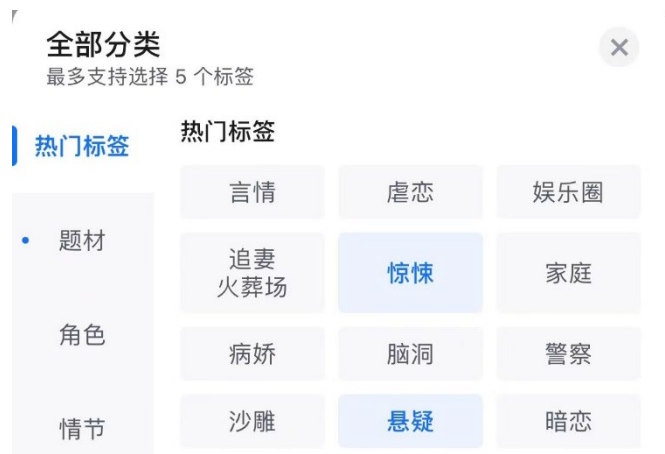 全部分类
最多支持选择 5 个标签
热门标签
题材
角色
情节
热门标签
言情
虐恋
娱乐圈
追妻
火葬场
惊悚
家庭
病娇
脑洞
警察
沙雕
悬疑
暗恋